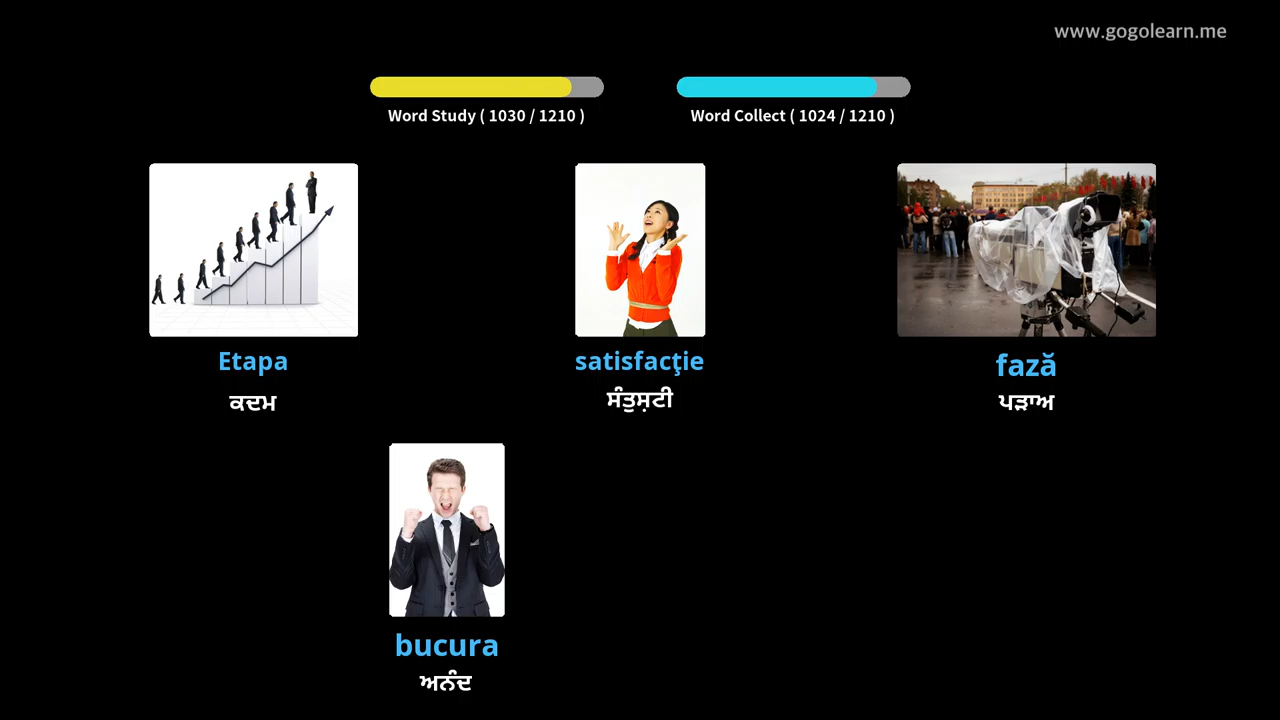 www.gogolearn.me
Word Study ( 1030 / 1210 )
Word Collect ( 1024 / 1210 )
Etapa
satisfacţie
fază
ਕਦਮ
ਸੰਤੁਸ਼ਟੀ
ਪੜਾਅ
bucura
ਅਨੰਦ